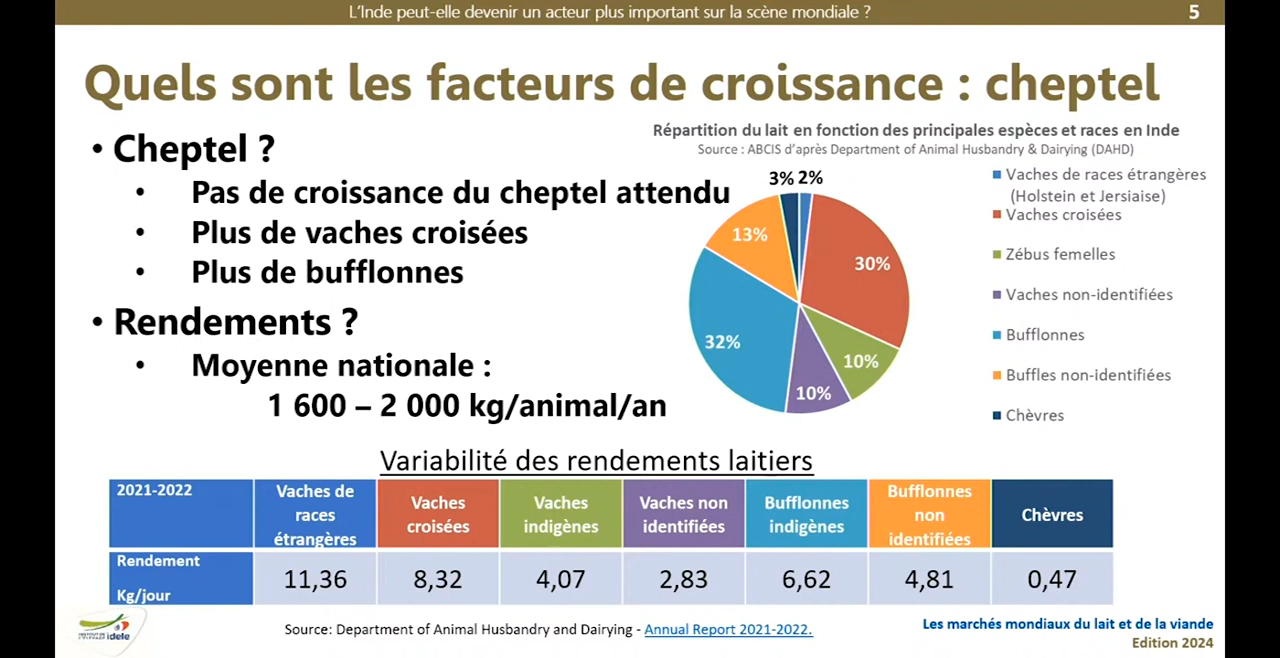 L'Inde peut-elle devenir un acteur plus important sur la scène mondiale ?
5
Quels sont les facteurs de croissance : cheptel
• Cheptel ?
• Pas de croissance du cheptel attendu
• Plus de vaches croisées
• Plus de bufflonnes
• Rendements ?
• Moyenne nationale :
1 600 – 2 000 kg/animal/an
Répartition du lait en fonction des principales espèces et races en Inde
Source : ABCIS d'après Department of Animal Husbandry & Dairying (DAHD)
3% 2%
13%
30%
32%
10%
10%
Vaches de races étrangères
(Holstein et Jersiaise)
Vaches croisées
Zébus femelles
Vaches non-identifiées
Bufflonnes
Buffles non-identifiées
Chèvres
Variabilité des rendements laitiers
2021-2022
Vaches de
races
étrangères
Vaches
croisées
Vaches
indigènes
Vaches non
identifiées
Bufflonnes
indigènes
Bufflonnes
non
identifiées
Chèvres
Rendement
Kg/jour
11,36
8,32
4,07
2,83
6,62
4,81
0,47
idele
Source: Department of Animal Husbandry and Dairying - Annual Report 2021-2022.
Les marchés mondiaux du lait et de la viande
Edition 2024